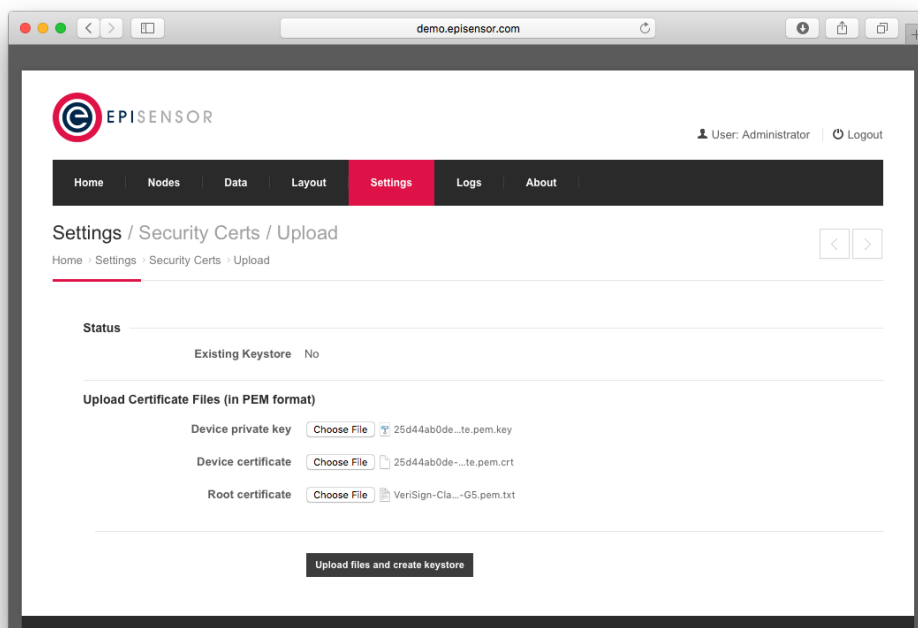 demo.episensor.com
e EPISENSOR
User: Administrator Logout
Home Nodes Data Layout Settings Logs About
Settings / Security Certs / Upload
Home › Settings › Security Certs › Upload
Status
Existing Keystore No
Upload Certificate Files (in PEM format)
Device private key Choose File 25d44ab0de...te.pem.key
Device certificate Choose File 25d44ab0de-...te.pem.crt
Root certificate Choose File VeriSign-Cla...-G5.pem.txt
Upload files and create keystore